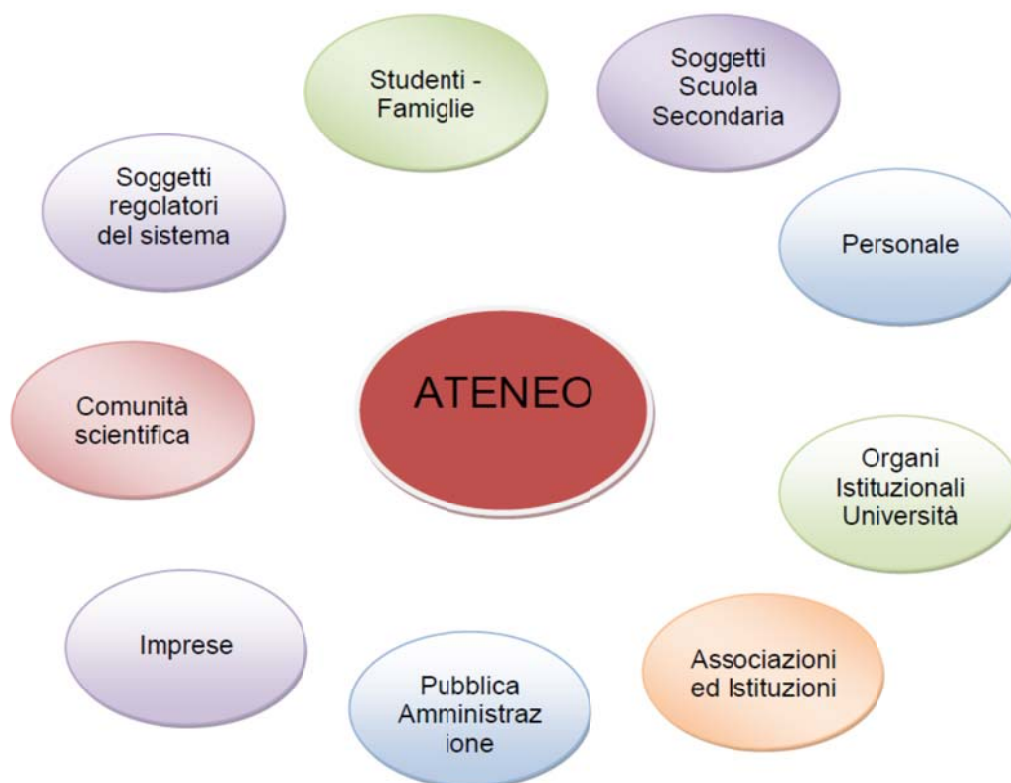 Studenti -
Famiglie
Soggetti
Scuola
Secondaria
Soggetti
regolatori
del sistema
Personale
ATENEO
Comunità
scientifica
Organi
Istituzionali
Università
Imprese
Associazioni
ed Istituzioni
Pubblica
Amministraz
ione